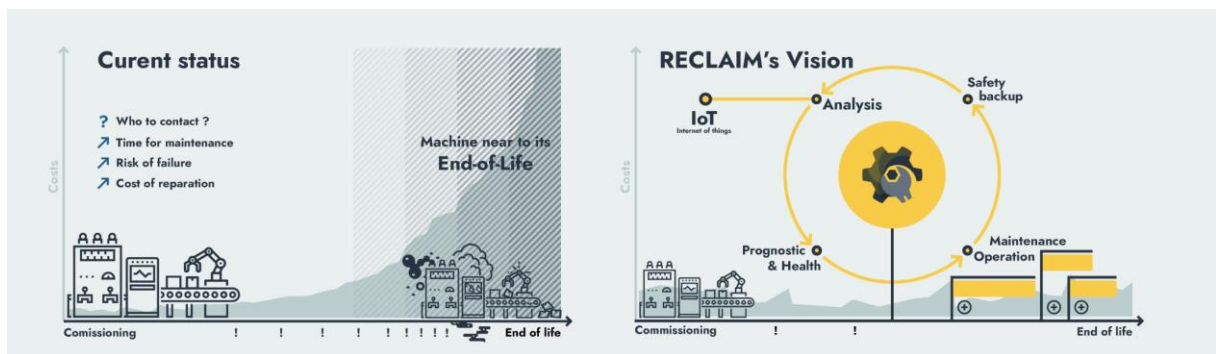 Curent status
? Who to contact ?
Time for maintenance
Risk of failure
Cost of reparation
Machine near to its
End-of-Life
Costs
Comissioning
! ! ! ! ! ! ! !
End of life
RECLAIM's Vision
IoT
Internet of things
Analysis
Safety
backup
Prognostic
& Health
Maintenance
Operation
Costs
Commissioning
! !
End of life